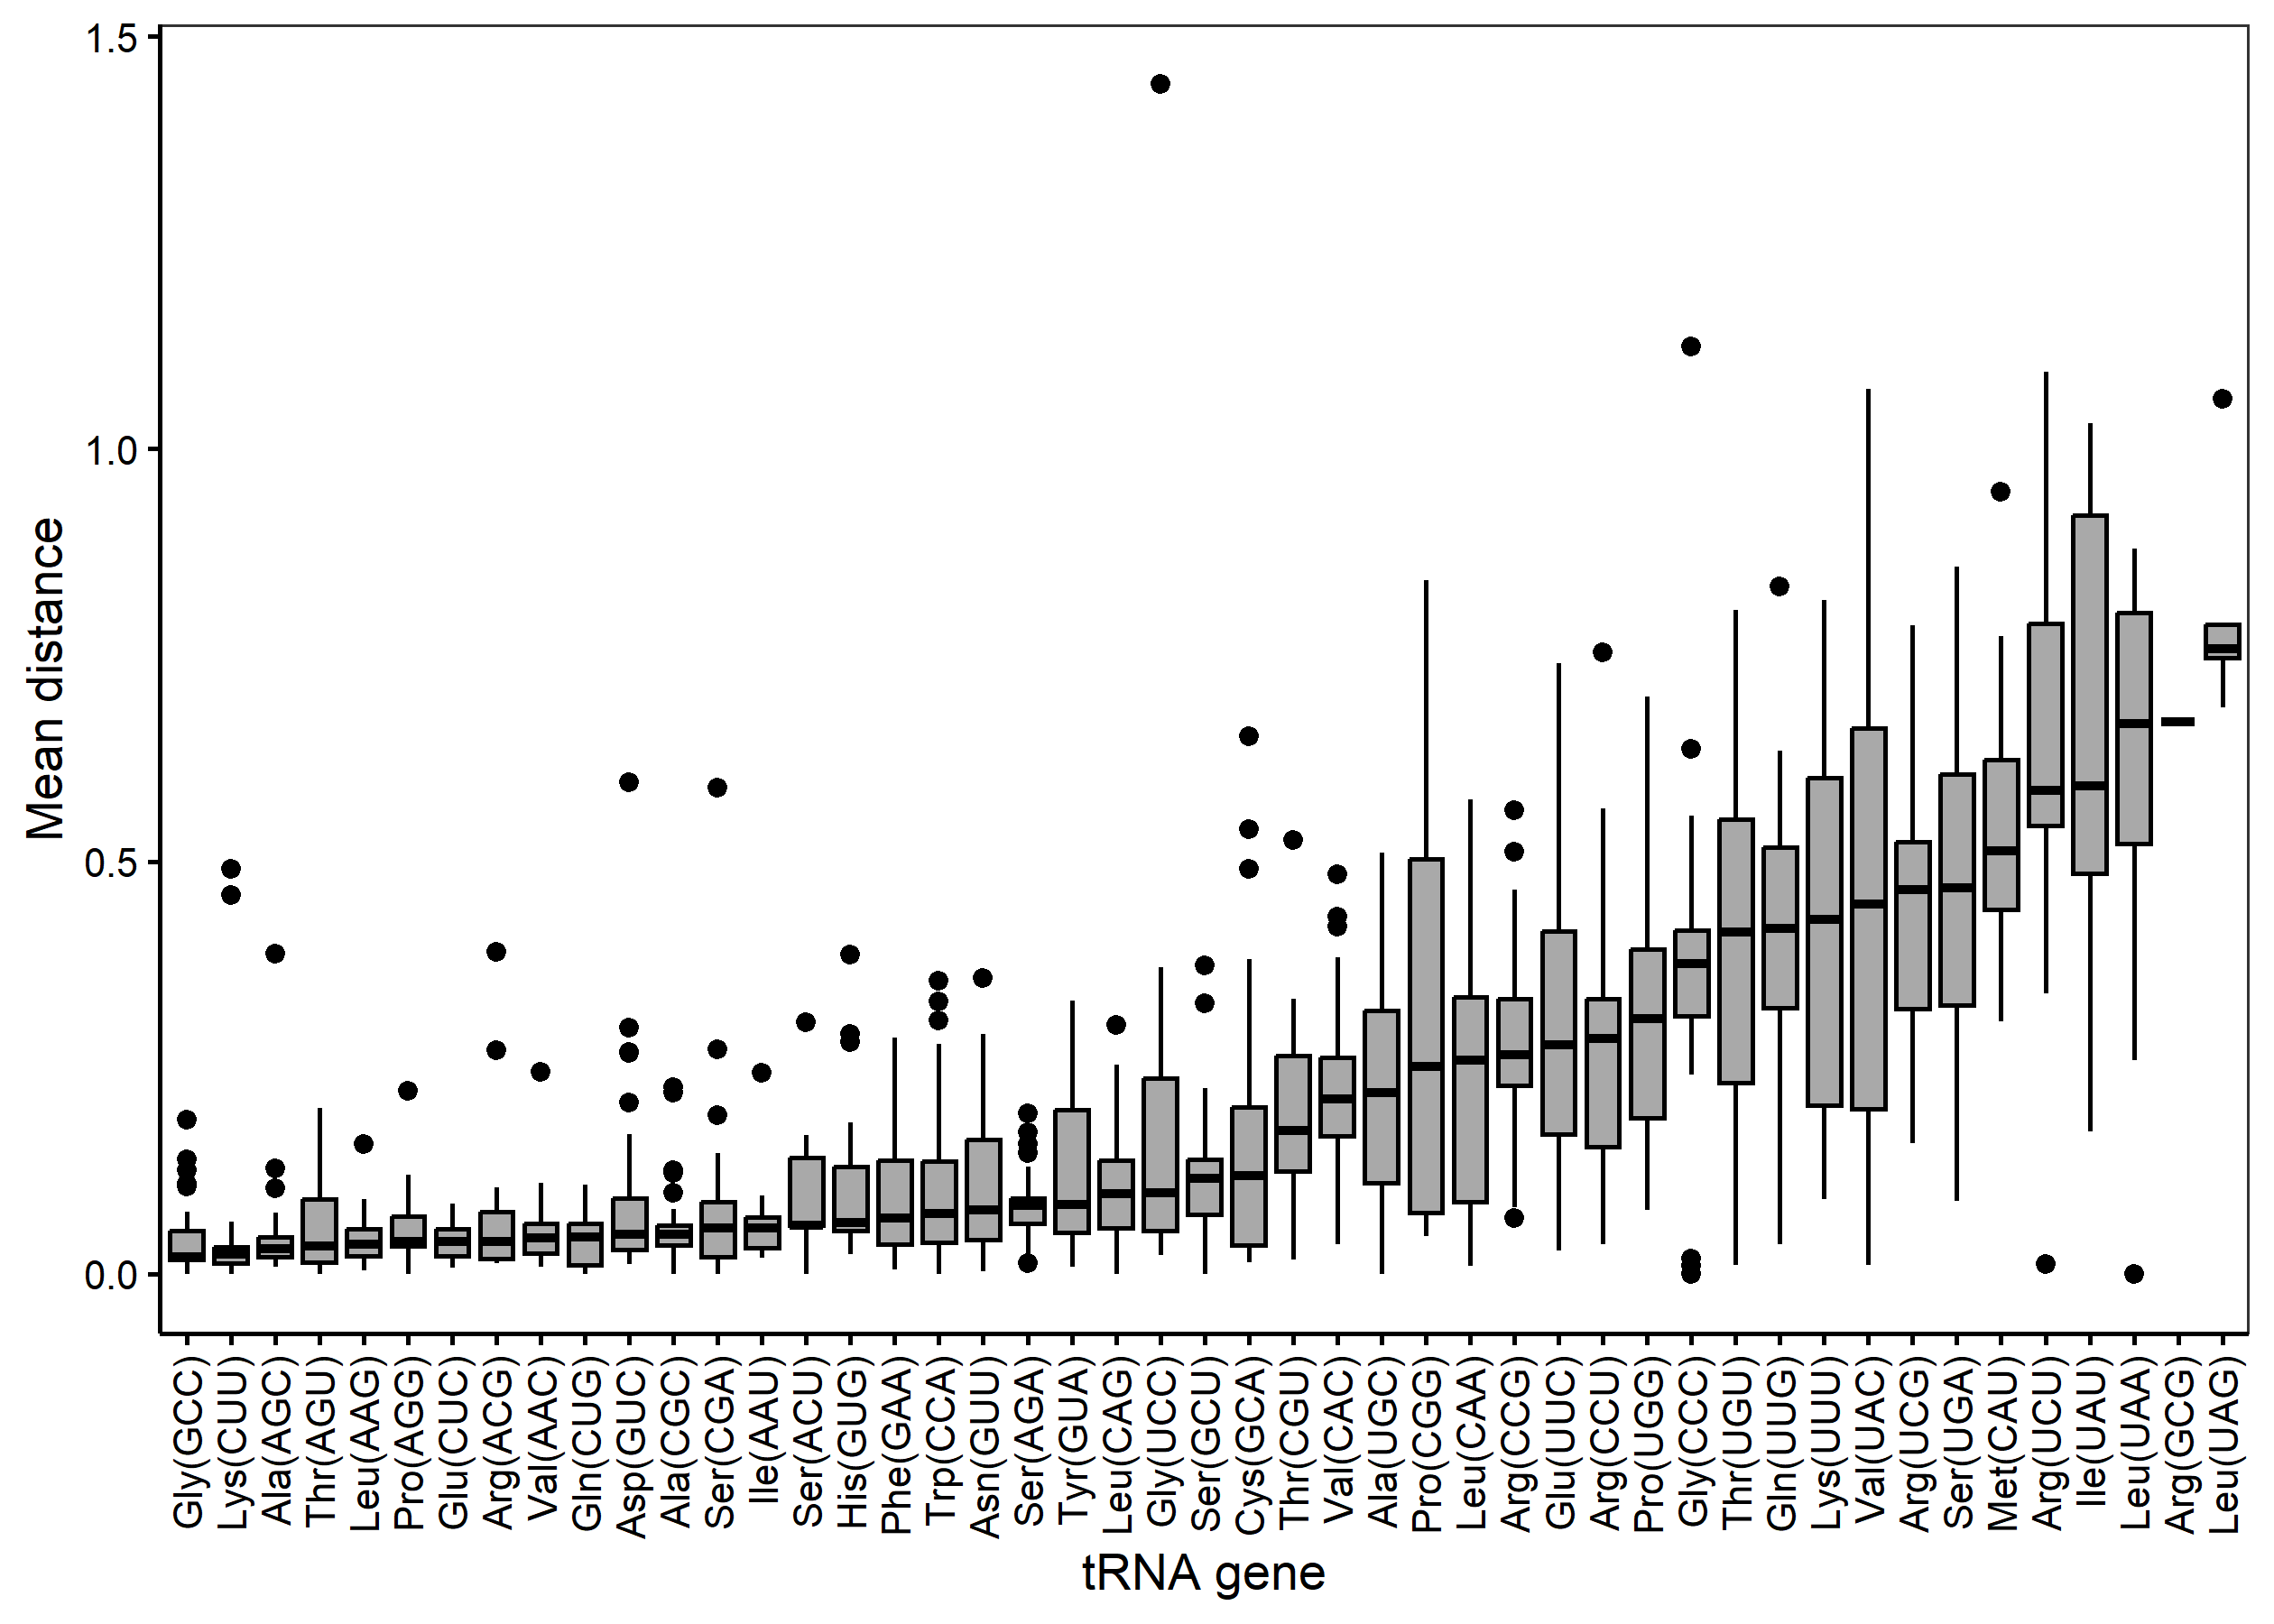 1.5
1.0
0.5
0.0
Mean distance
Gly(GCC)
Lys(CUU)
Ala(AGC)
Thr(AGU)
Leu(AAG)
Pro(AGG)
Glu(CUC)
Arg(ACG)
Val(AAC)
Gln(CUG)
Asp(GUC)
Ala(CGC)
Ser(CGA)
Ile(AAU)
Ser(ACU)
His(GUG)
Phe(GAA)
Trp(CCA)
Asn(GUU)
Ser(AGA)
Tyr(GUA)
Leu(CAG)
Gly(UCC)
Ser(GCU)
Cys(GCA)
Thr(CGU)
Val(CAC)
Ala(UGC)
Pro(CGG)
Leu(CAA)
Arg(CCG)
Glu(UUC)
Arg(CCU)
Pro(UGG)
Gly(CCC)
Thr(UGU)
Gln(UUG)
Lys(UUU)
Val(UAC)
Arg(UCG)
Ser(UGA)
Met(CAU)
Arg(UCU)
Ile(UAU)
Leu(UAA)
Arg(GCG)
Leu(UAG)
tRNA gene